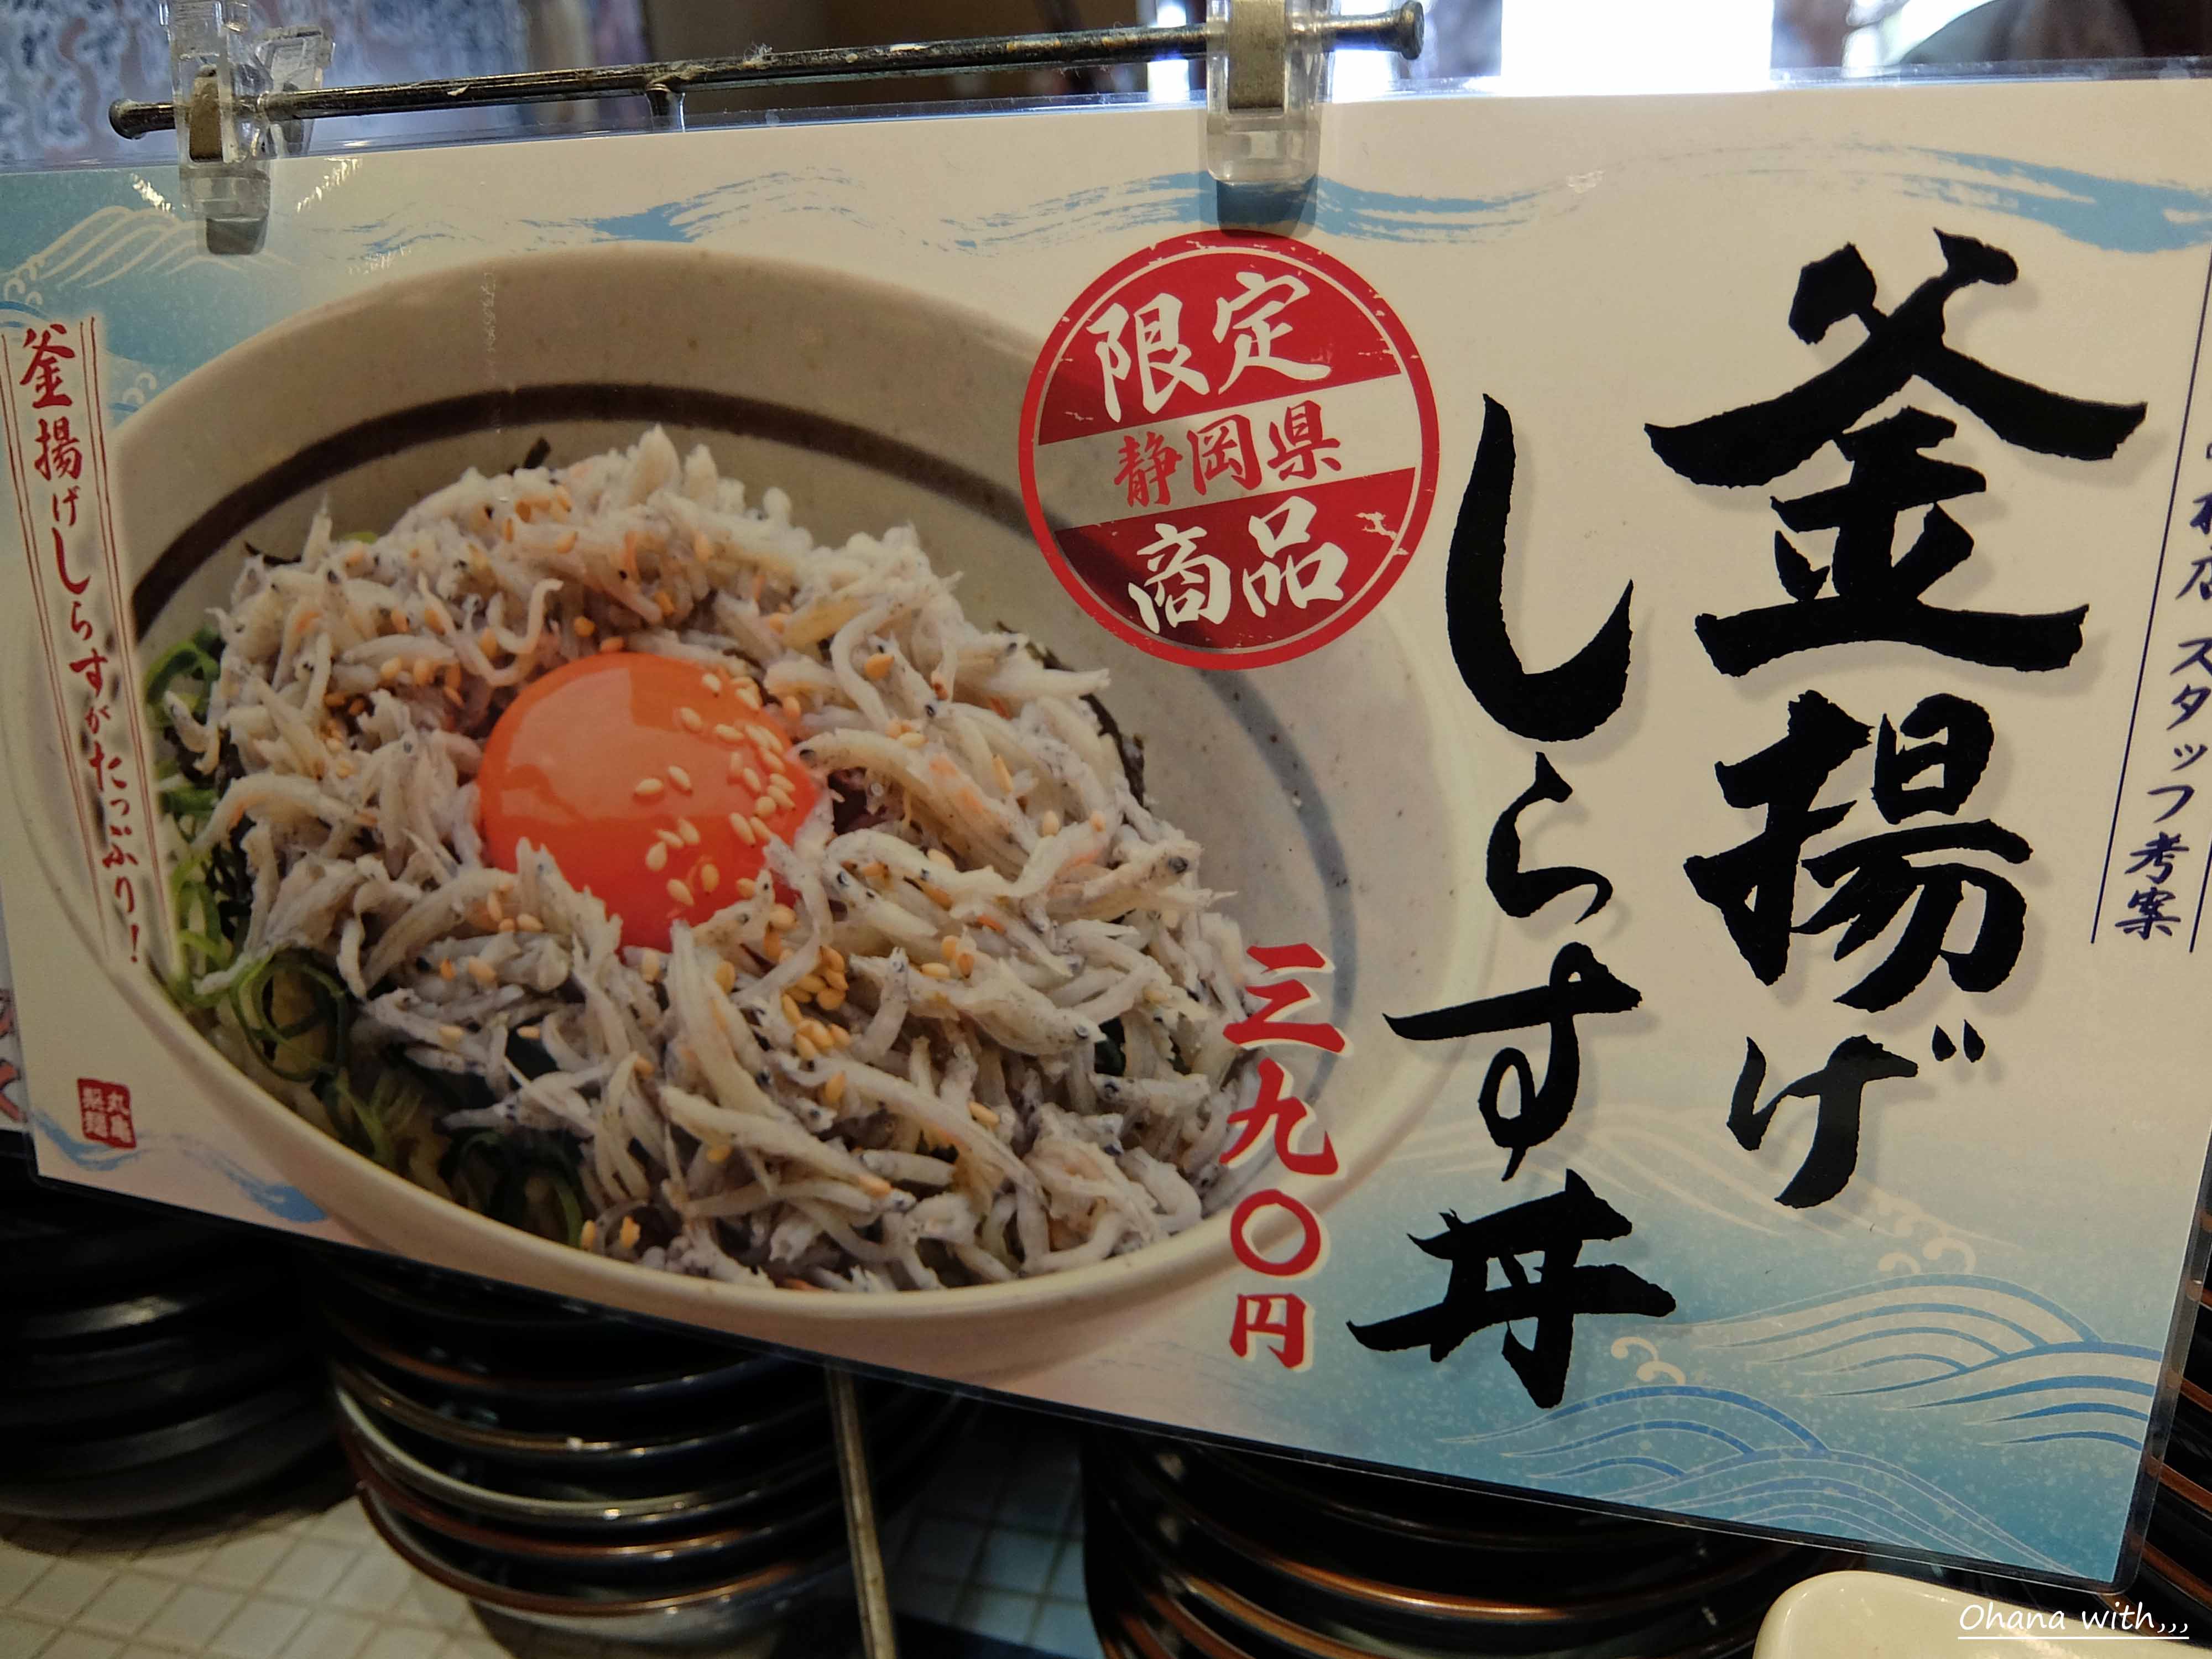 スタッフ考案
釜揚げ
しらす丼
限定
静岡県
商品
三九〇円
釜揚げしらすがたっぷり！
丸亀
製麺
Ohana with,,,